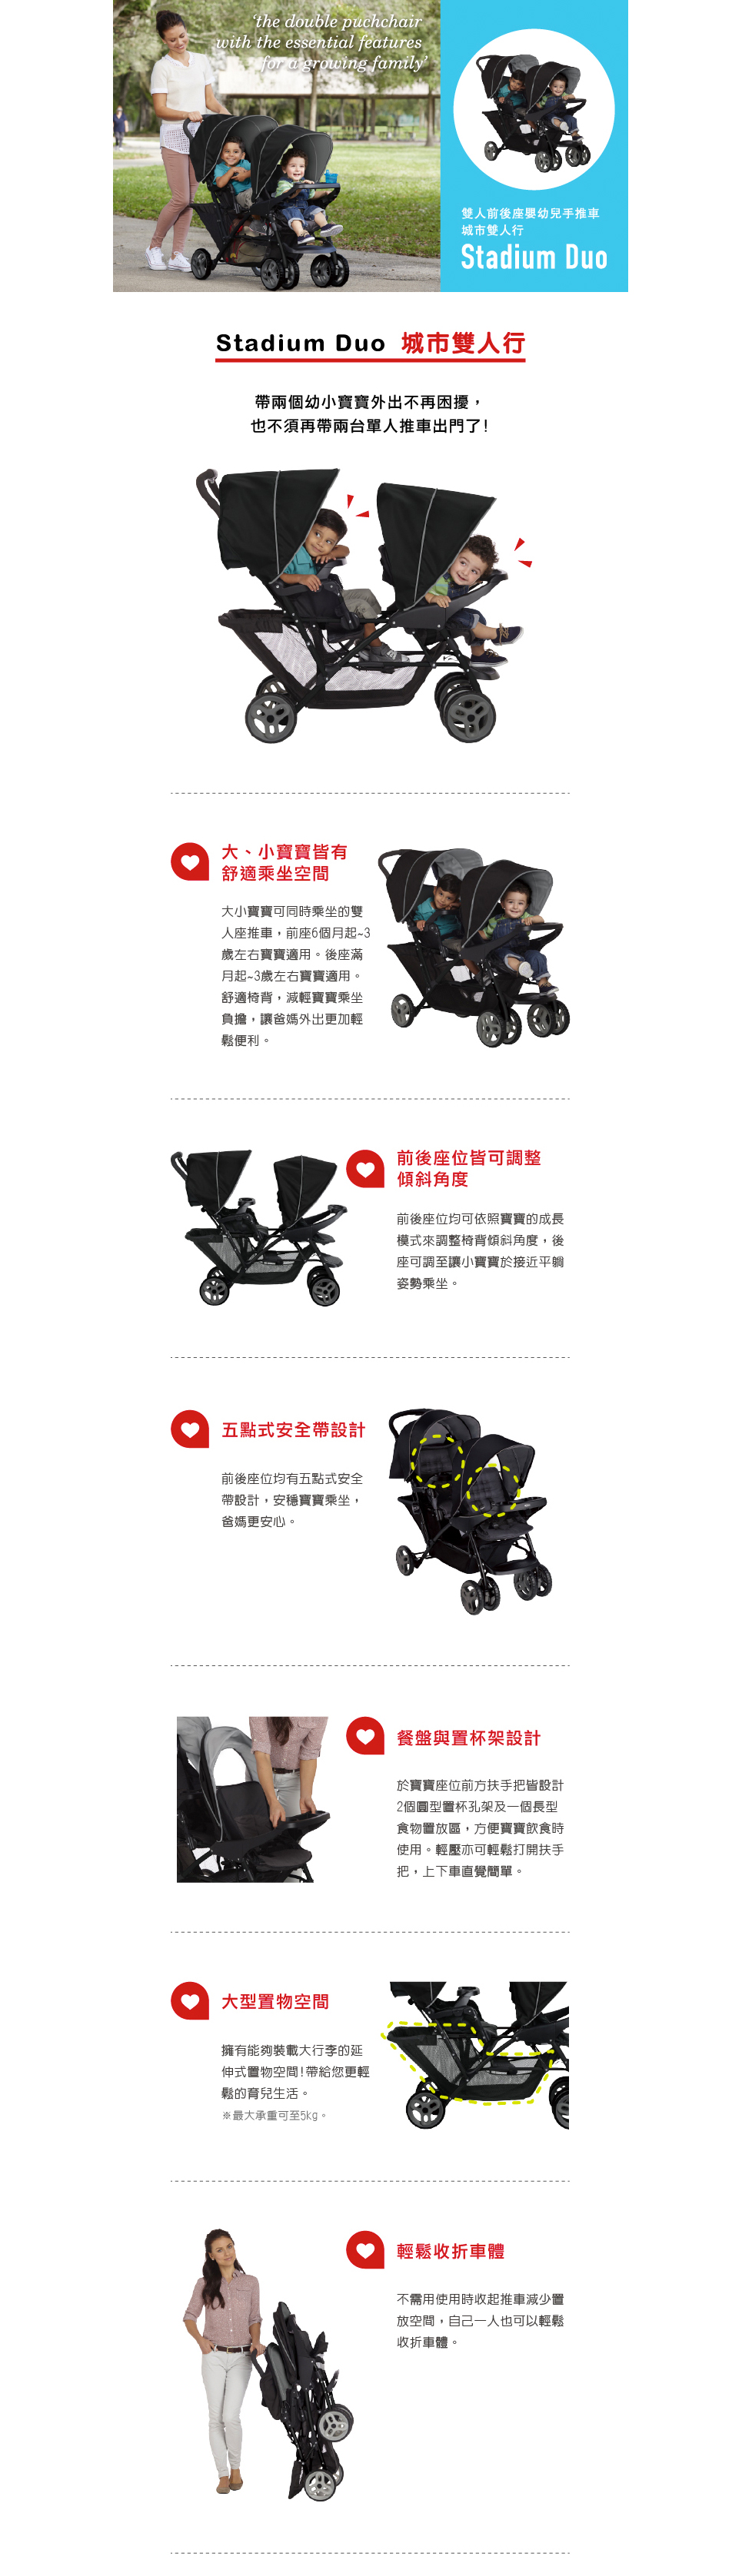 ‘the double puchchair
with the essential features
for a growing family’
雙人前後座嬰幼兒手推車
城市雙人行
Stadium Duo
Stadium Duo 城市雙人行
帶兩個幼小寶寶外出不再困擾，
也不須再帶兩台單人推車出門了!
大、小寶寶皆有
舒適乘坐空間
大小寶寶可同時乘坐的雙
人座推車，前座6個月起~3
歲左右寶寶適用。後座滿
月起~3歲左右寶寶適用。
舒適椅背，減輕寶寶乘坐
負擔，讓爸媽外出更加輕
鬆便利。
前後座位皆可調整
傾斜角度
前後座位均可依照寶寶的成長
模式來調整椅背傾斜角度，後
座可調至讓小寶寶於接近平躺
姿勢乘坐。
五點式安全帶設計
前後座位均有五點式安全
帶設計，安穩寶寶乘坐，
爸媽更安心。
餐盤與置杯架設計
於寶寶座位前方扶手把皆設計
2個圓型置杯孔架及一個長型
食物置放區，方便寶寶飲食時
使用。輕壓亦可輕鬆打開扶手
把，上下車直覺簡單。
大型置物空間
擁有能夠裝載大行李的延
伸式置物空間!帶給您更輕
鬆的育兒生活。
※最大承重可至5kg。
輕鬆收折車體
不需用使用時收起推車減少置
放空間，自己一人也可以輕鬆
收折車體。